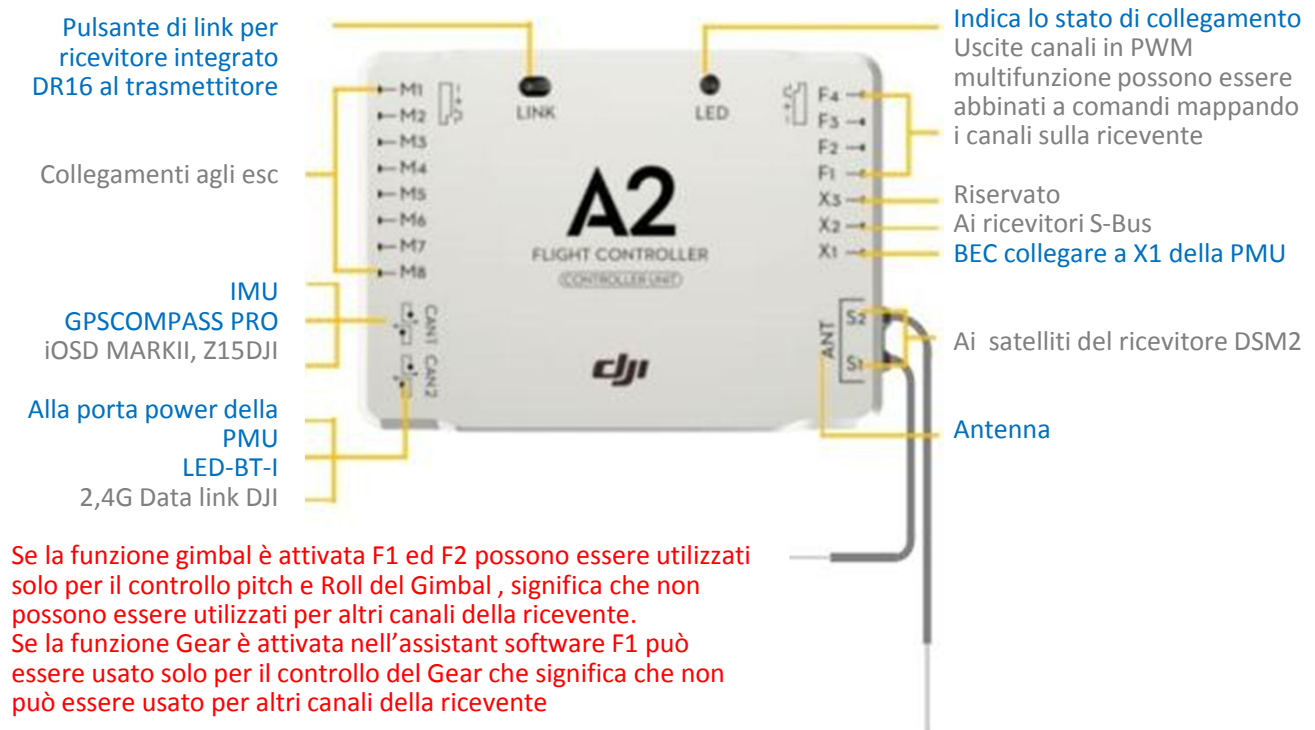 Pulsante di link per
ricevitore integrato
DR16 al trasmettitore
Collegamenti agli esc
IMU
GPSCOMPASS PRO
iOSD MARKII, Z15DJI
Alla porta power della
PMU
LED-BT-I
2,4G Data link DJI
M1
M2
M3
M4
M5
M6
M7
M8
CAN1
CAN2
LINK
LED
A2
FLIGHT CONTROLLER
CONTROLLER UNIT
dji
F4
F3
F2
F1
X3
X2
X1
ANT
S2
S1
Indica lo stato di collegamento
Uscite canali in PWM
multifunzione possono essere
abbinati a comandi mappando
i canali sulla ricevente
Riservato
Ai ricevitori S-Bus
BEC collegare a X1 della PMU
Ai satelliti del ricevitore DSM2
Antenna
Se la funzione gimbal è attivata F1 ed F2 possono essere utilizzati
solo per il controllo pitch e Roll del Gimbal , significa che non
possono essere utilizzati per altri canali della ricevente.
Se la funzione Gear è attivata nell'assistant software F1 può
essere usato solo per il controllo del Gear che significa che non
può essere usato per altri canali della ricevente